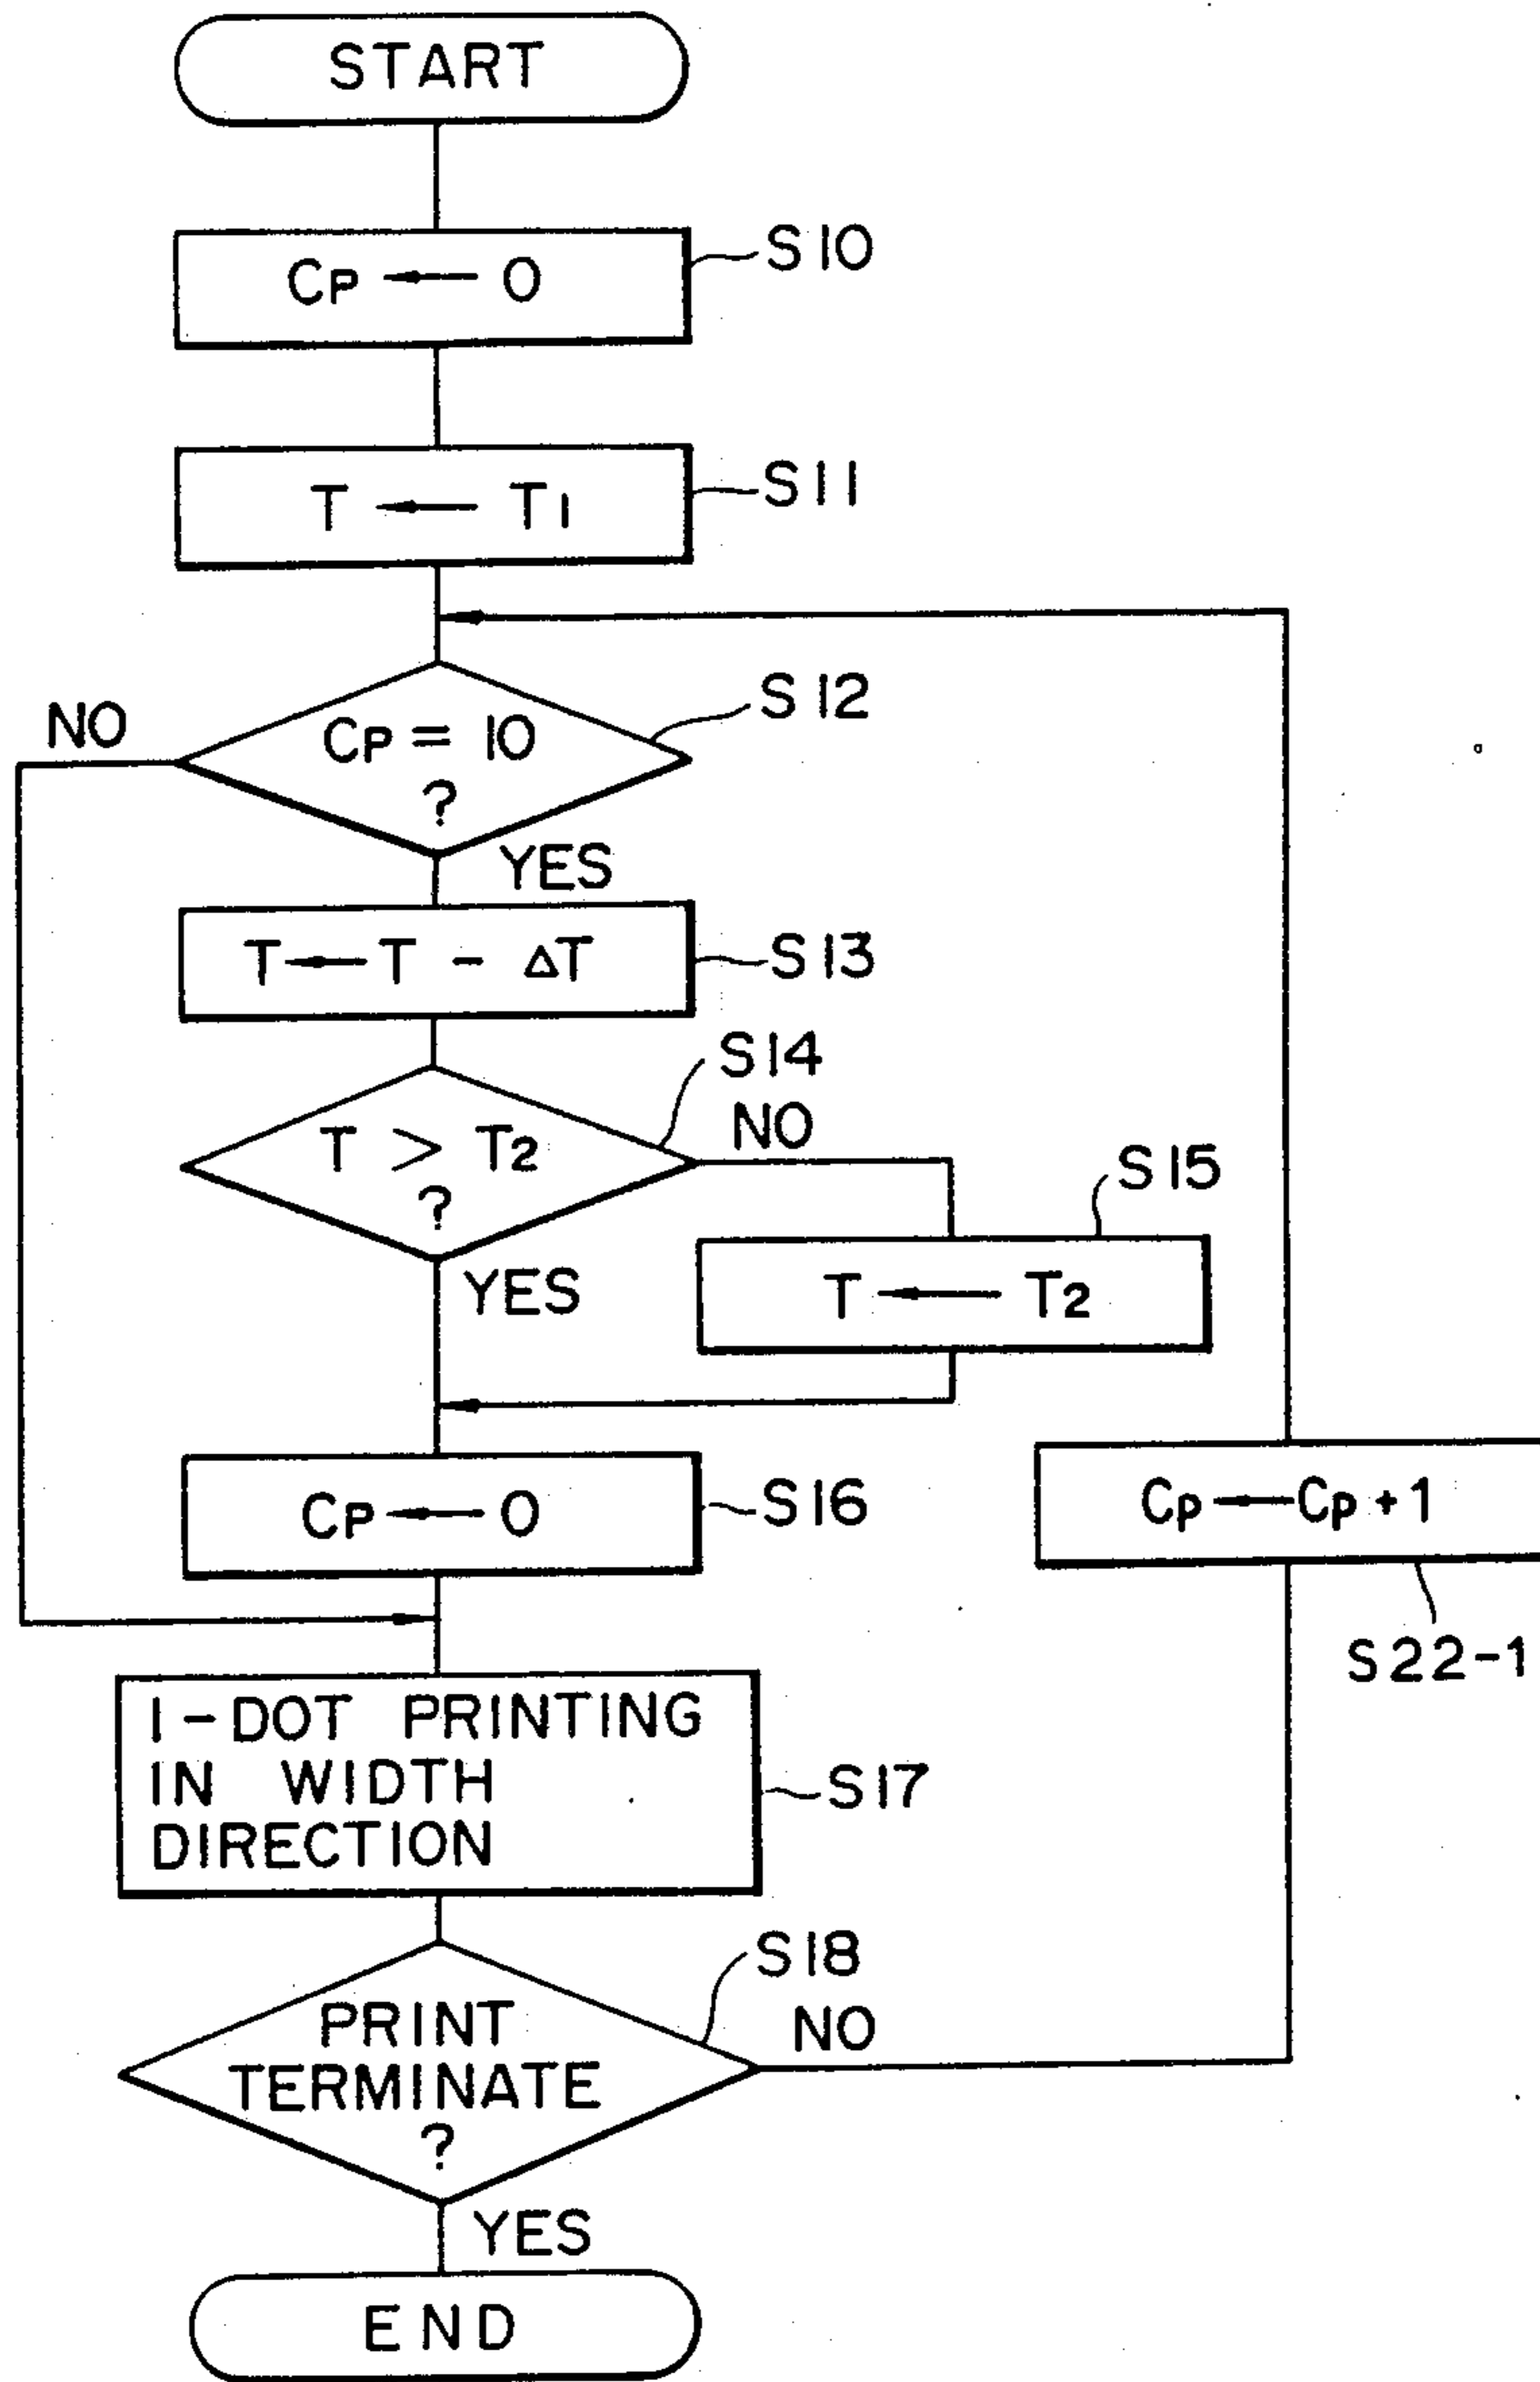 START
CP ← 0
S10
T ← T1
S11
S12
NO
CP = 10
?
YES
T ← T - ΔT
S13
S14
NO
T > T2
?
S15
YES
T ← T2
CP ← 0
S16
Cp ← Cp + 1
S22-1
1-DOT PRINTING
IN WIDTH
DIRECTION
S17
S18
NO
PRINT
TERMINATE
?
YES
END